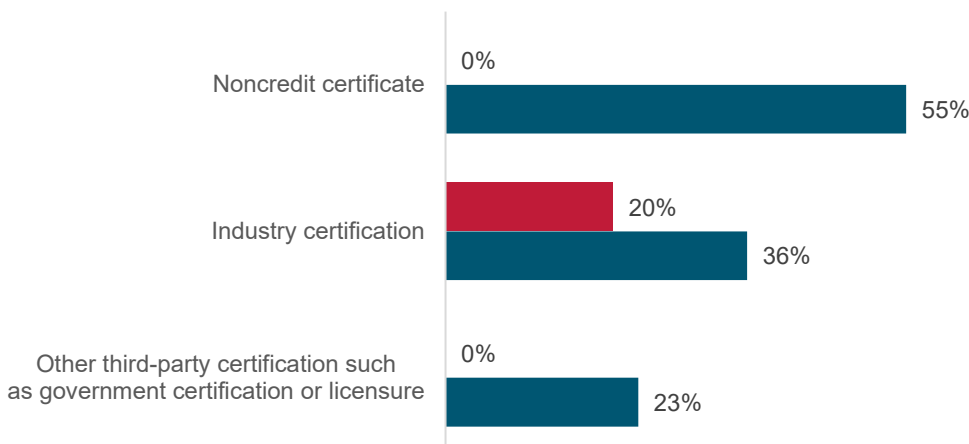 0%
Noncredit certificate
55%
20%
Industry certification
36%
0%
Other third-party certification such
as government certification or licensure
23%